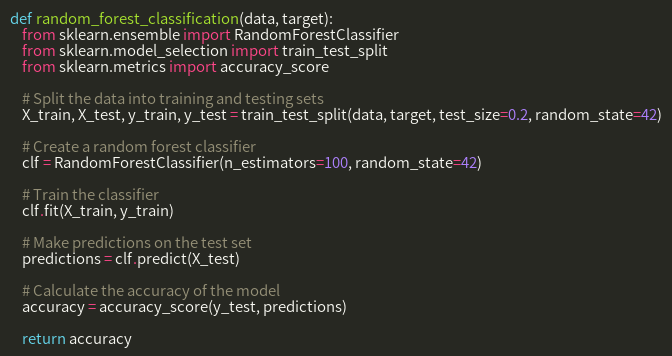 def random_forest_classification(data, target):
    from sklearn.ensemble import RandomForestClassifier
    from sklearn.model_selection import train_test_split
    from sklearn.metrics import accuracy_score

    # Split the data into training and testing sets
    X_train, X_test, y_train, y_test = train_test_split(data, target, test_size=0.2, random_state=42)

    # Create a random forest classifier
    clf = RandomForestClassifier(n_estimators=100, random_state=42)

    # Train the classifier
    clf.fit(X_train, y_train)

    # Make predictions on the test set
    predictions = clf.predict(X_test)

    # Calculate the accuracy of the model
    accuracy = accuracy_score(y_test, predictions)

    return accuracy